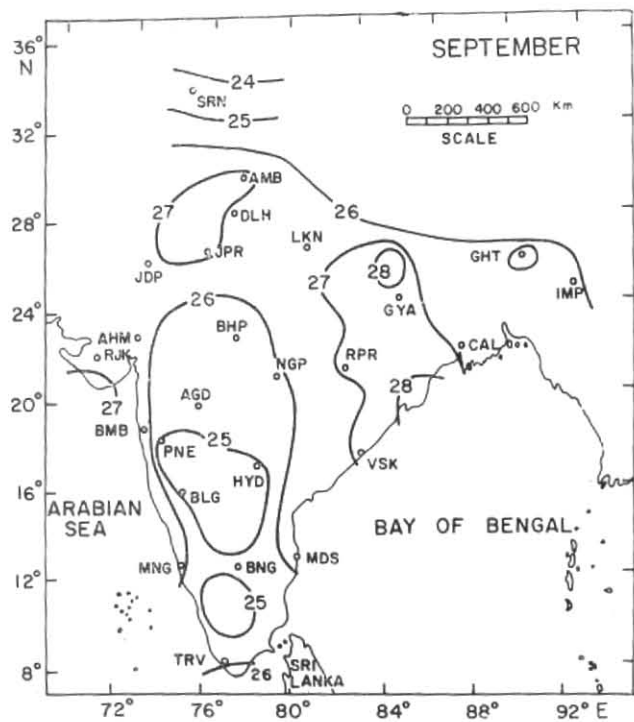 36°
N
SEPTEMBER
24
SRN
0 200 400 600 Km
25
SCALE
32°
AMB
27
26
28°
DLH
LKN
JPR
27
28
GHT
JDP
GYA
IMP
26
24°
AHM
BHP
RJK
CAL
RPR
NGP
27
28
20°
AGD
BMB
25
PNE
HYD
VSK
16°
BLG
ARABIAN
SEA
BAY OF BENGAL
MDS
MNG
BNG
12°
25
TRV
26
SRI
LANKA
8°
72° 76° 80° 84° 88° 92° E